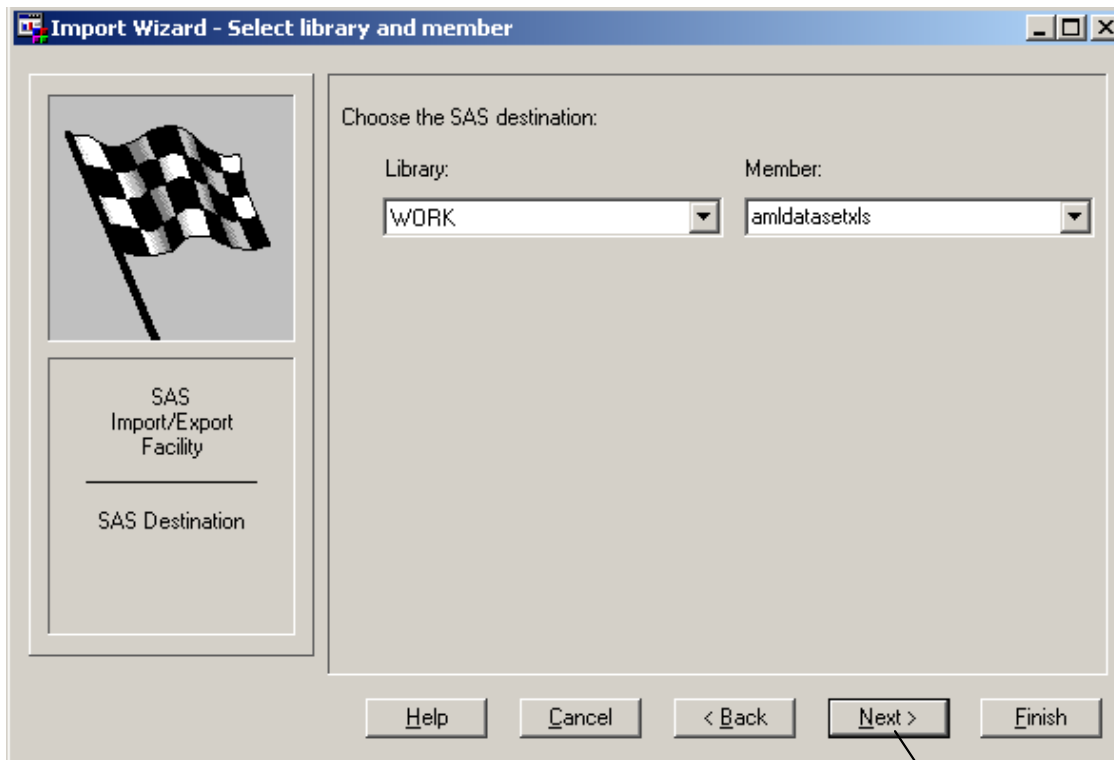 Import Wizard - Select library and member
Choose the SAS destination:
Library: Member:
WORK amldatasetxls
SAS
Import/Export
Facility
SAS Destination
Help Cancel < Back Next > Finish